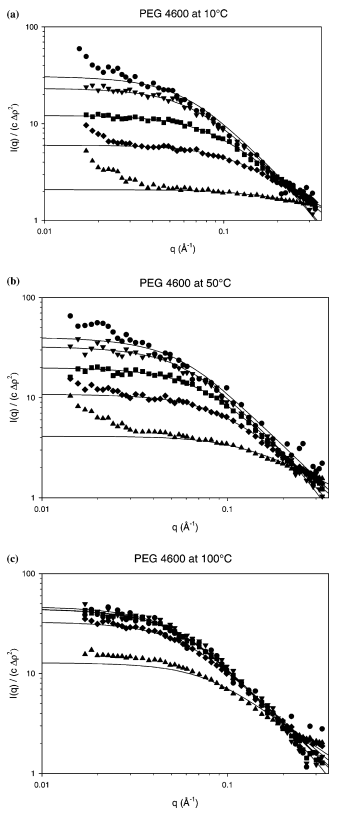 (a)
PEG 4600 at 10°C
100
10
1
0.01
0.1
I(q) / (c Δρ²)
q (Å⁻¹)
(b)
PEG 4600 at 50°C
100
10
1
0.01
0.1
I(q) / (c Δρ²)
q (Å⁻¹)
(c)
PEG 4600 at 100°C
100
10
1
0.01
0.1
I(q) / (c Δρ²)
q (Å⁻¹)